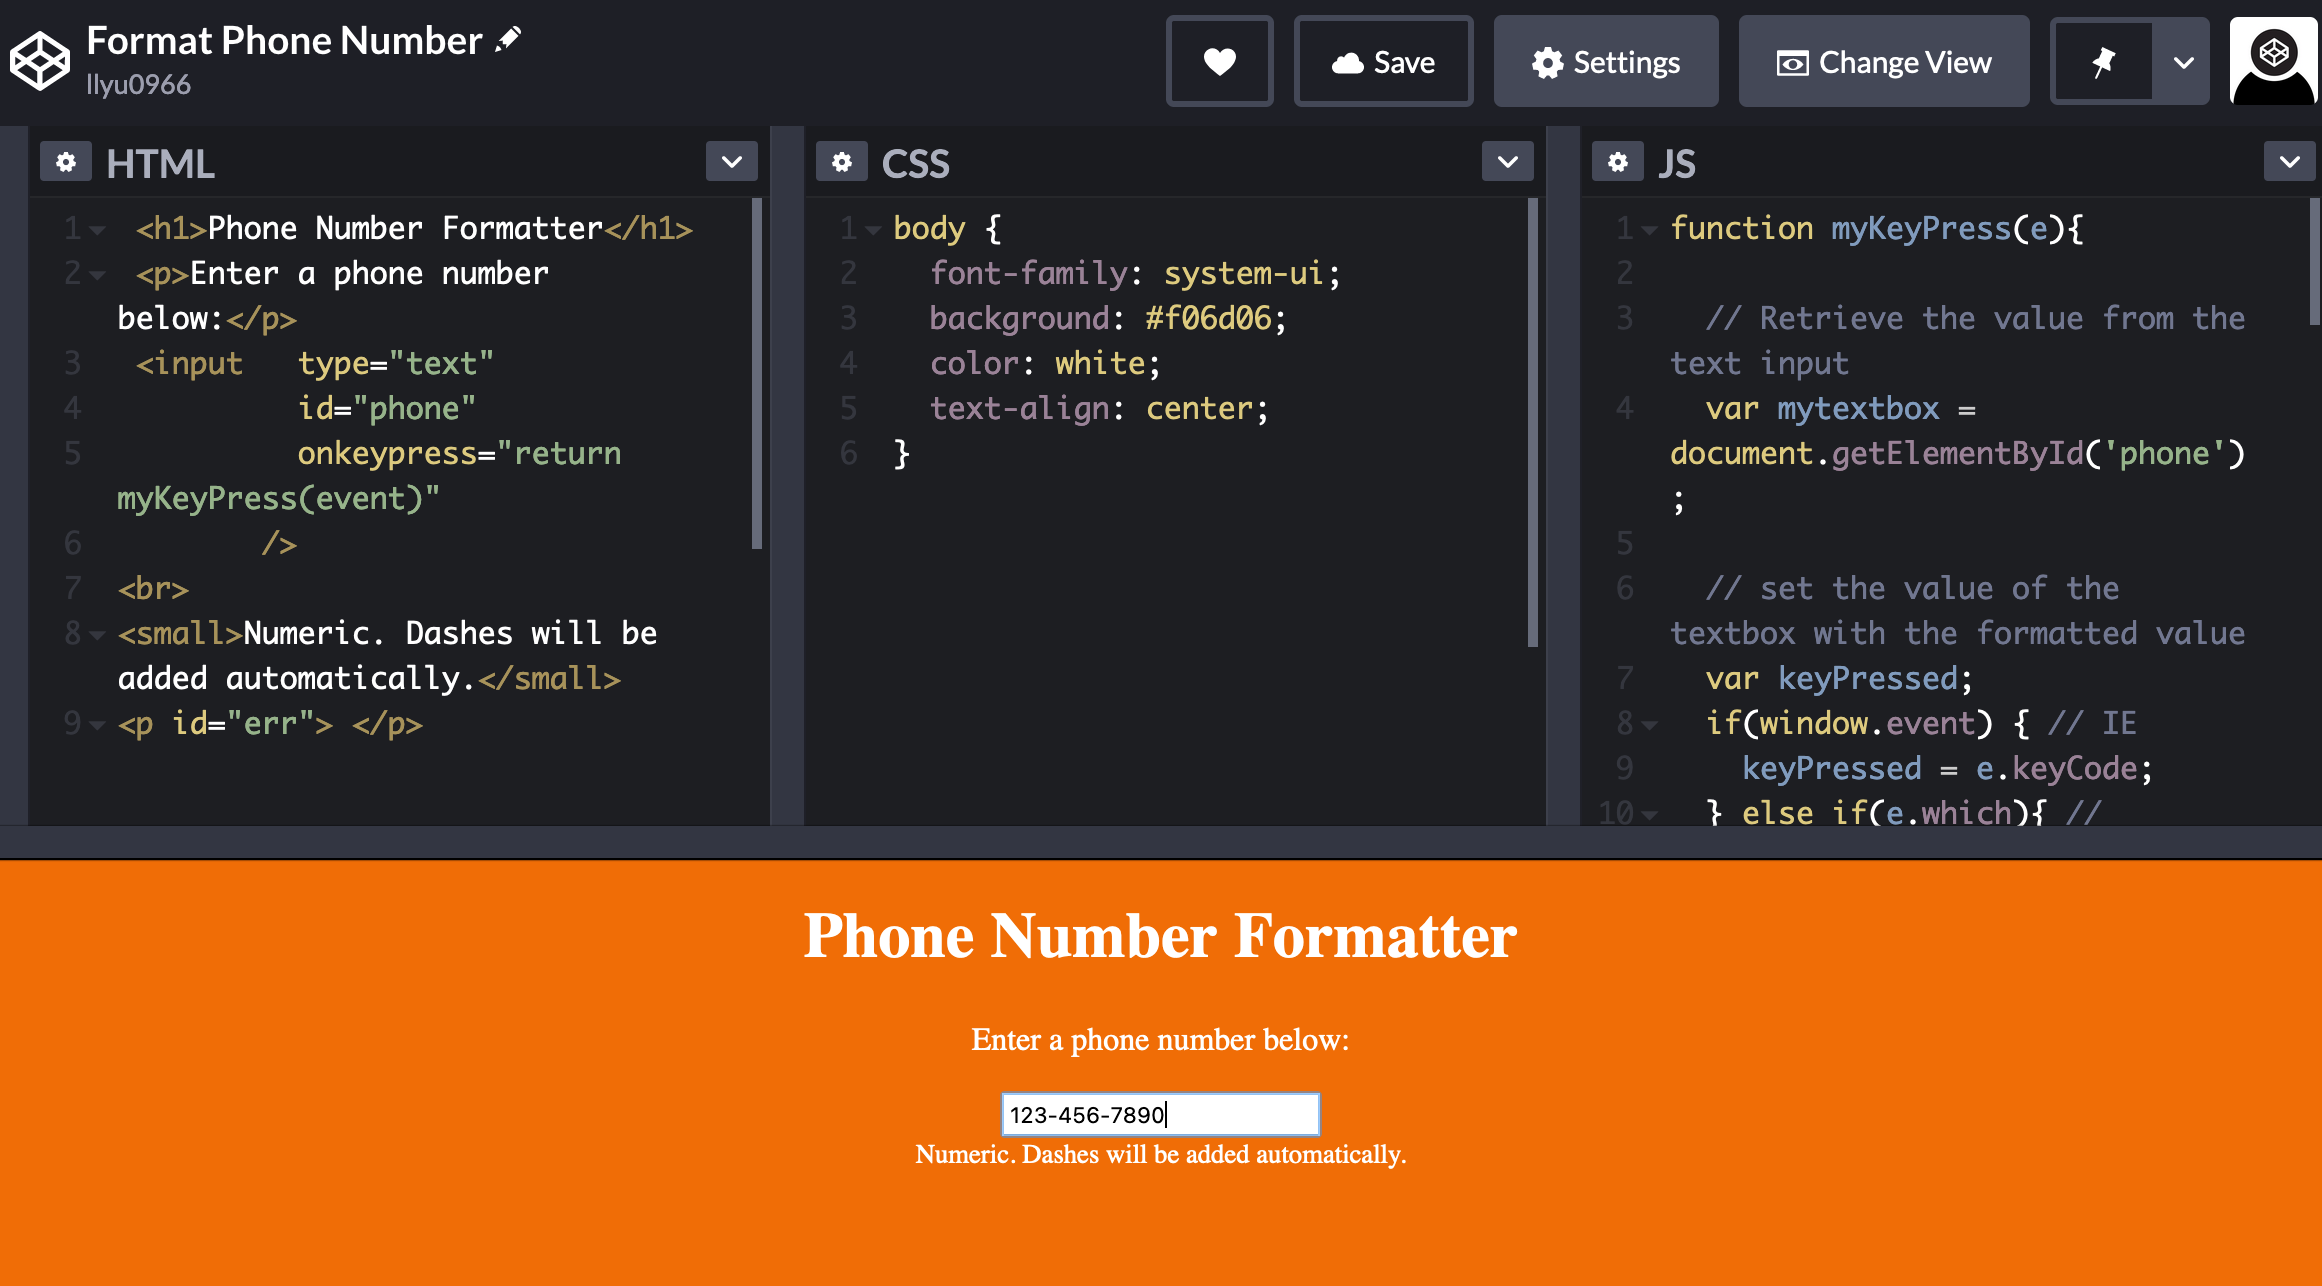 Format Phone Number
llyu0966
Save
Settings
Change View
HTML
1 <h1>Phone Number Formatter</h1>
2 <p>Enter a phone number
below:</p>
3 <input   type="text"
4 id="phone"
5 onkeypress="return
myKeyPress(event)"
6 />
7 <br>
8 <small>Numeric. Dashes will be
added automatically.</small>
9 <p id="err"> </p>
CSS
1 body {
2 font-family: system-ui;
3 background: #f06d06;
4 color: white;
5 text-align: center;
6 }
JS
1 function myKeyPress(e){
2
3 // Retrieve the value from the
text input
4 var mytextbox =
document.getElementById('phone')
;
5
6 // set the value of the
textbox with the formatted value
7 var keyPressed;
8 if(window.event) { // IE
9 keyPressed = e.keyCode;
10 } else if(e.which){ //
Phone Number Formatter
Enter a phone number below:
123-456-7890
Numeric. Dashes will be added automatically.